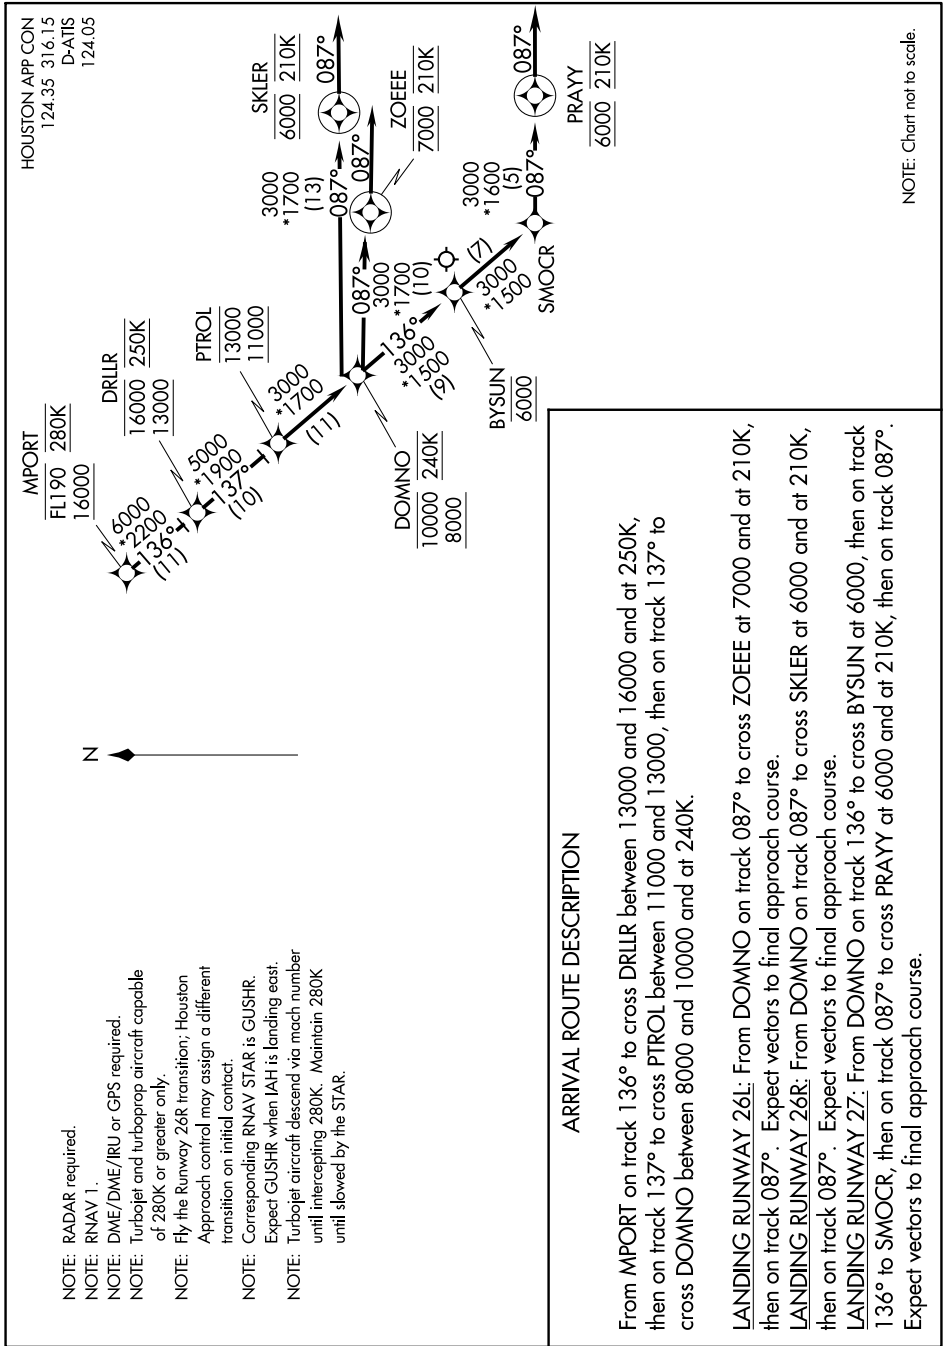 HOUSTON APP CON
124.35 316.15
D-ATIS
124.05
MPORT
FL190 280K
16000
DRLLR
16000 250K
13000
PTROL
13000
11000
SKLER
6000 210K
ZOEEE
7000 210K
PRAYY
6000 210K
DOMNO
10000 240K
8000
BYSUN
6000
SMOCR
6000
*2200
136°
(11)
5000
*1900
137°
(10)
3000
*1700
(11)
3000
*1700
(13)
087°
087°
087°
3000
*1700
(10)
087°
136°
3000
*1500
(9)
(7)
3000
*1500
3000
*1600
(5)
087°
087°
N
NOTE: RADAR required.
NOTE: RNAV 1.
NOTE: DME/DME/IRU or GPS required.
NOTE: Turbojet and turboprop aircraft capable
of 280K or greater only.
NOTE: Fly the Runway 26R transition; Houston
Approach control may assign a different
transition on initial contact.
NOTE: Corresponding RNAV STAR is GUSHR.
Expect GUSHR when IAH is landing east.
NOTE: Turbojet aircraft descend via mach number
until intercepting 280K. Maintain 280K
until slowed by the STAR.
NOTE: Chart not to scale.
ARRIVAL ROUTE DESCRIPTION
From MPORT on track 136° to cross DRLLR between 13000 and 16000 and at 250K,
then on track 137° to cross PTROL between 11000 and 13000, then on track 137° to
cross DOMNO between 8000 and 10000 and at 240K.
LANDING RUNWAY 26L: From DOMNO on track 087° to cross ZOEEE at 7000 and at 210K,
then on track 087°. Expect vectors to final approach course.
LANDING RUNWAY 26R: From DOMNO on track 087° to cross SKLER at 6000 and at 210K,
then on track 087°. Expect vectors to final approach course.
LANDING RUNWAY 27: From DOMNO on track 136° to cross BYSUN at 6000, then on track
136° to SMOCR, then on track 087° to cross PRAYY at 6000 and at 210K, then on track 087°.
Expect vectors to final approach course.